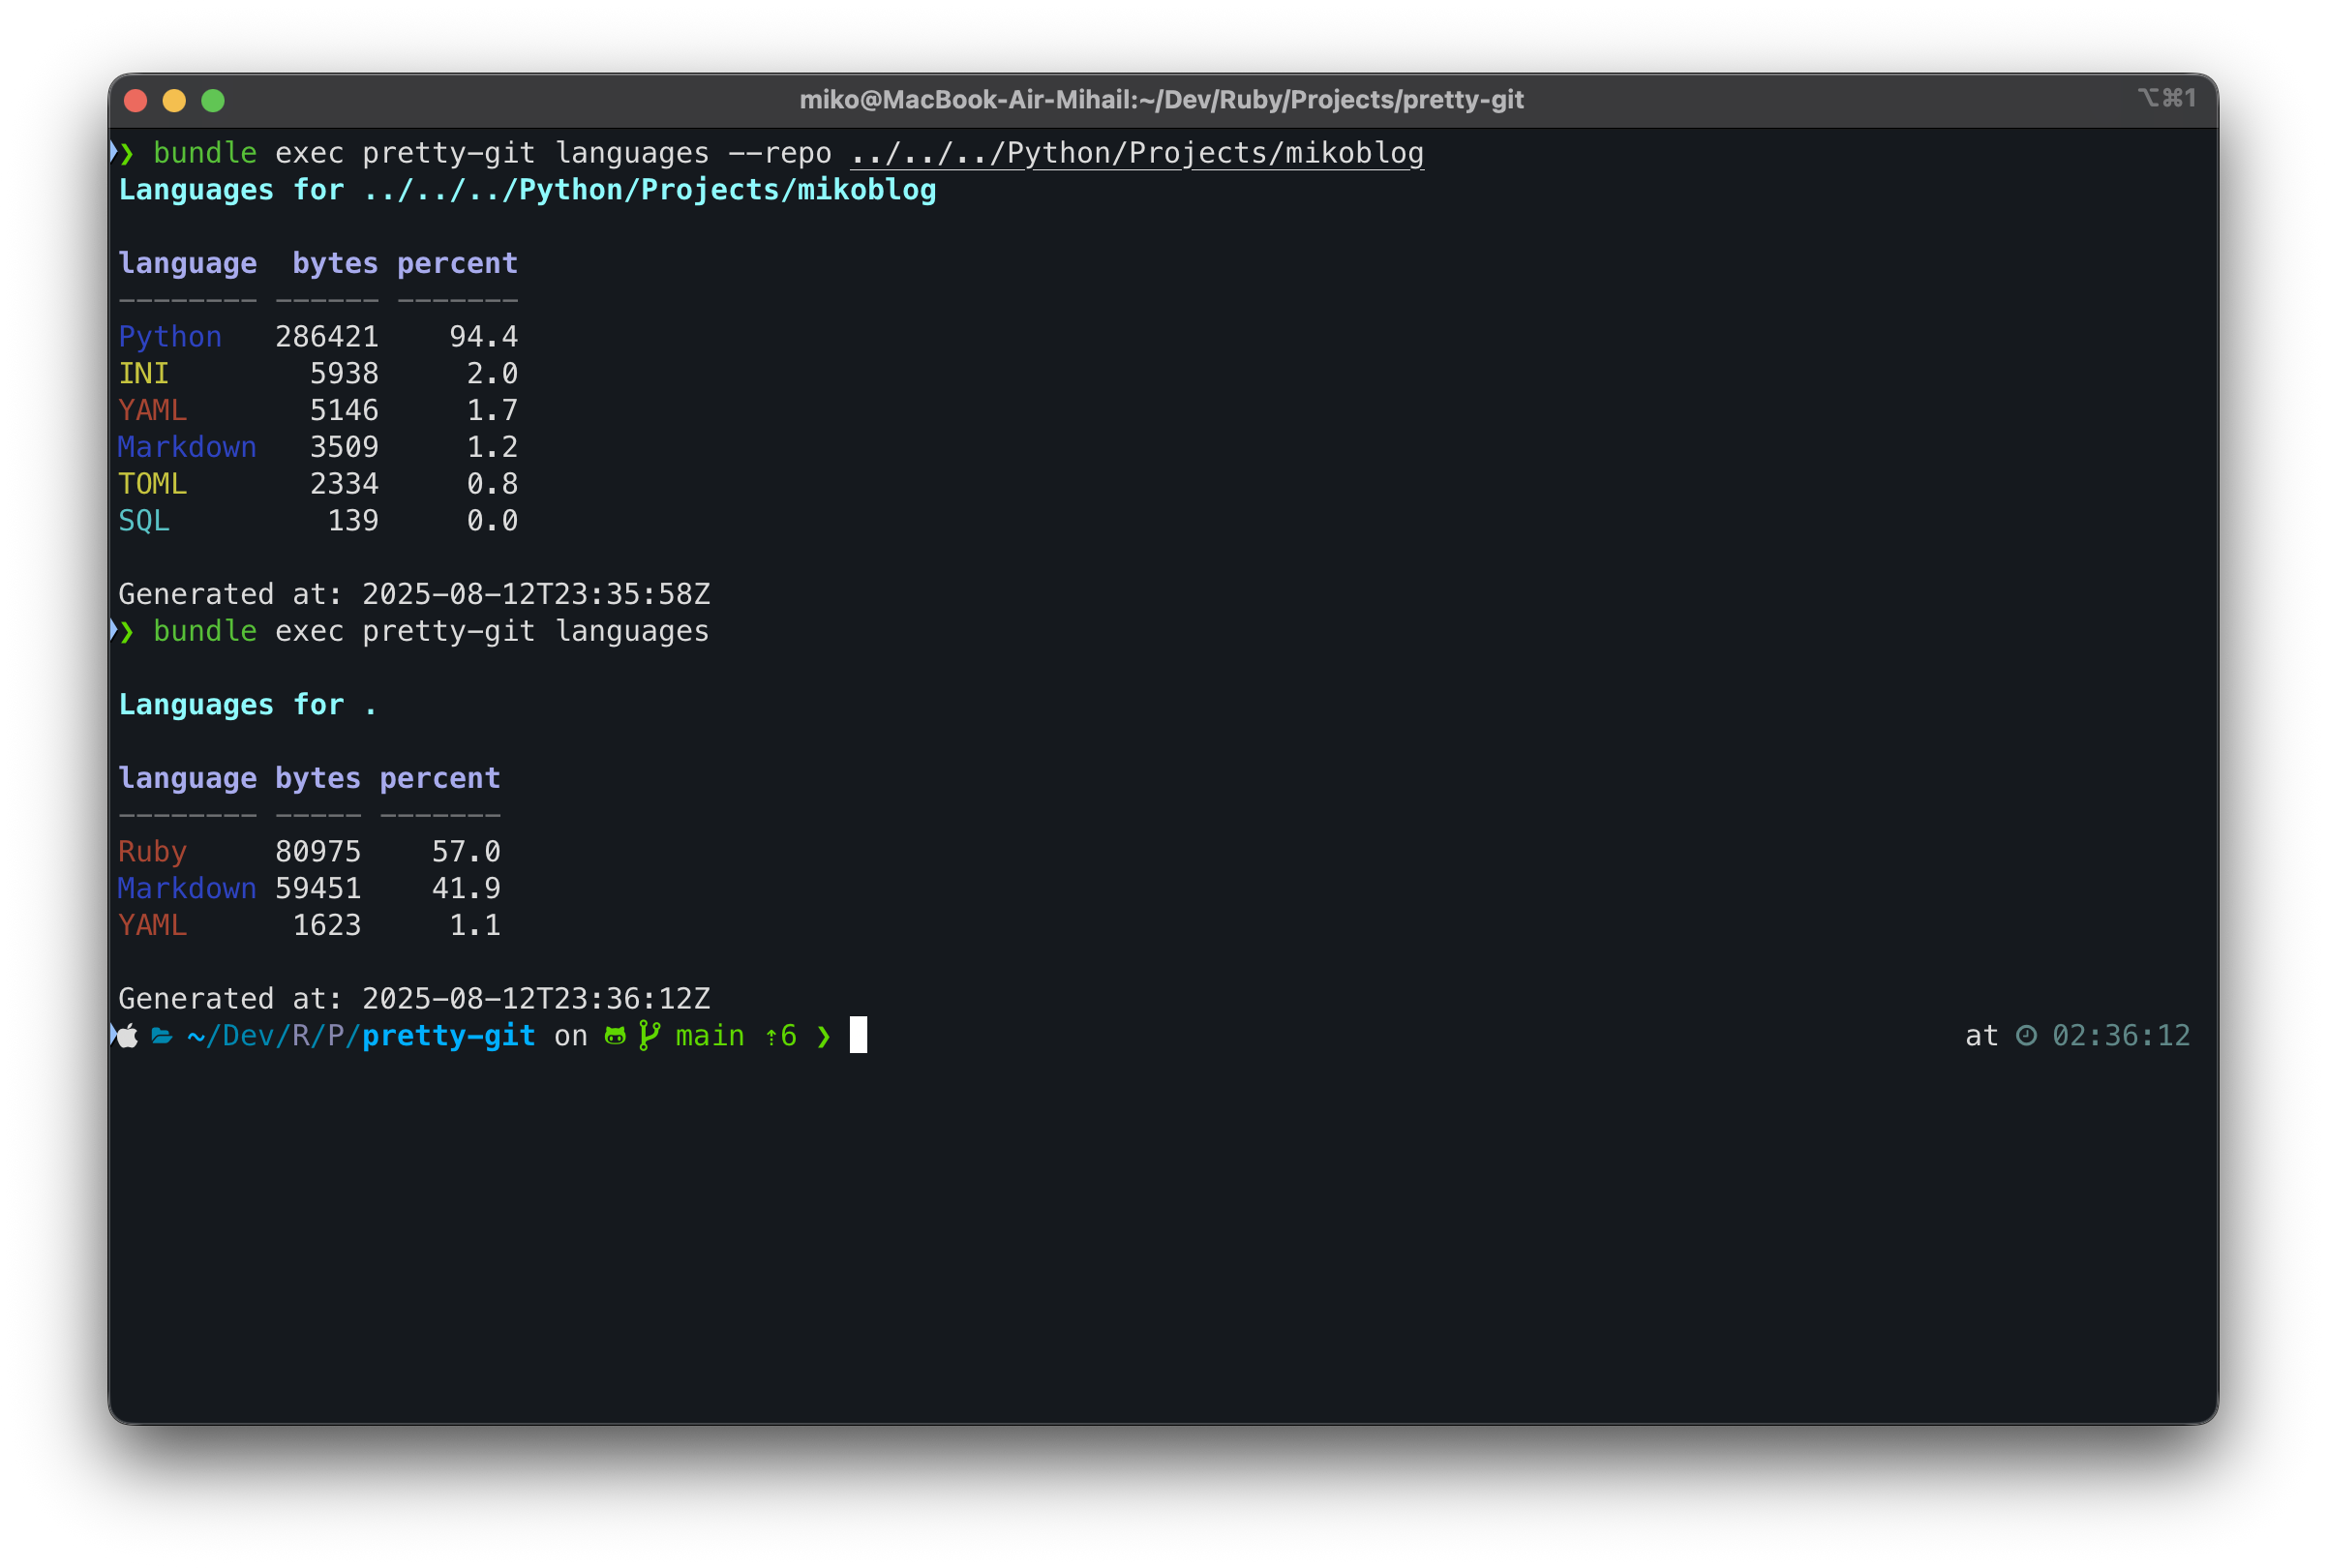 miko@MacBook-Air-Mihail:~/Dev/Ruby/Projects/pretty-git ⌥⌘1
❯ bundle exec pretty-git languages --repo ../../../Python/Projects/mikoblog
Languages for ../../../Python/Projects/mikoblog
language  bytes percent
-------- ------ -------
Python   286421    94.4
INI        5938     2.0
YAML       5146     1.7
Markdown   3509     1.2
TOML       2334     0.8
SQL         139     0.0
Generated at: 2025-08-12T23:35:58Z
❯ bundle exec pretty-git languages
Languages for .
language bytes percent
-------- ----- -------
Ruby     80975    57.0
Markdown 59451    41.9
YAML      1623     1.1
Generated at: 2025-08-12T23:36:12Z
~/Dev/R/P/pretty-git on main ⇡6 ❯ at 02:36:12